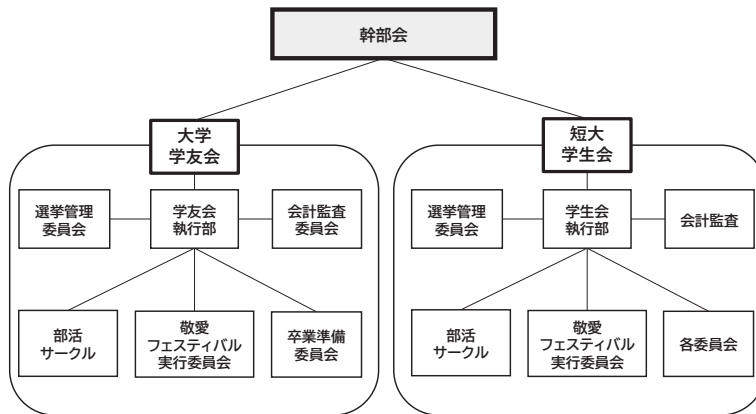 幹部会
大学
学友会
選挙管理
委員会
学友会
執行部
会計監査
委員会
部活
サークル
敬愛
フェスティバル
実行委員会
卒業準備
委員会
短大
学生会
選挙管理
委員会
学生会
執行部
会計監査
部活
サークル
敬愛
フェスティバル
実行委員会
各委員会